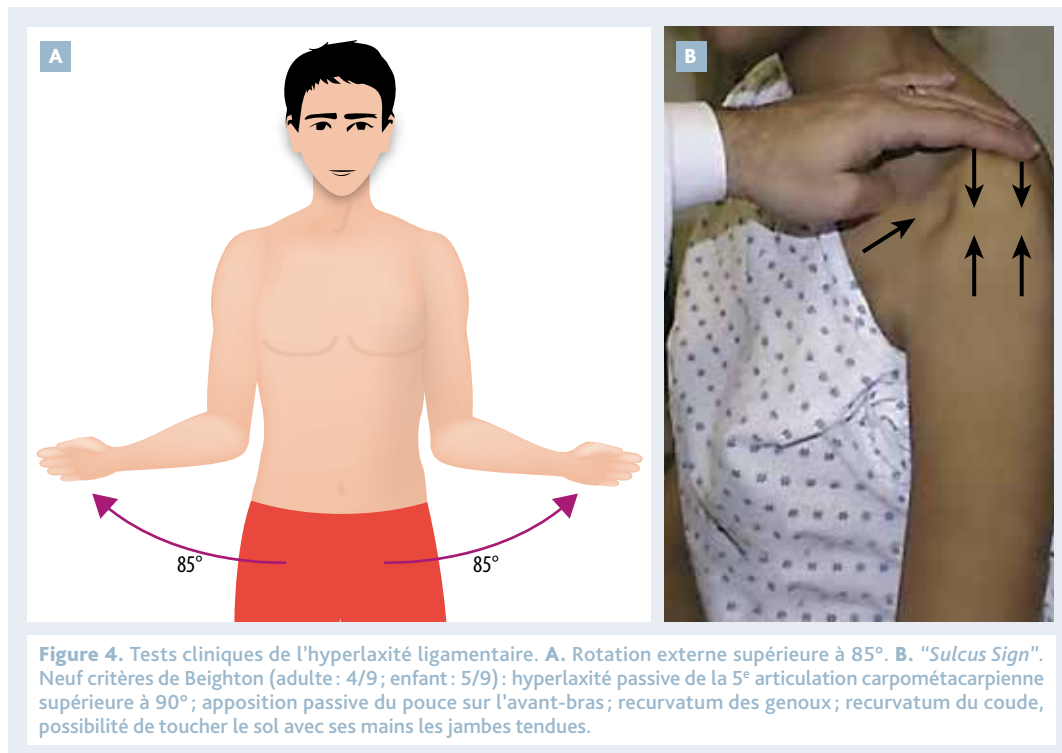 A
B
85°
85°
Figure 4. Tests cliniques de l'hyperlaxité ligamentaire. A. Rotation externe supérieure à 85°. B. “Sulcus Sign”.
Neuf critères de Beighton (adulte : 4/9 ; enfant : 5/9) : hyperlaxité passive de la 5e articulation carpométacarpienne
supérieure à 90° ; apposition passive du pouce sur l'avant-bras ; recurvatum des genoux ; recurvatum du coude,
possibilité de toucher le sol avec ses mains les jambes tendues.